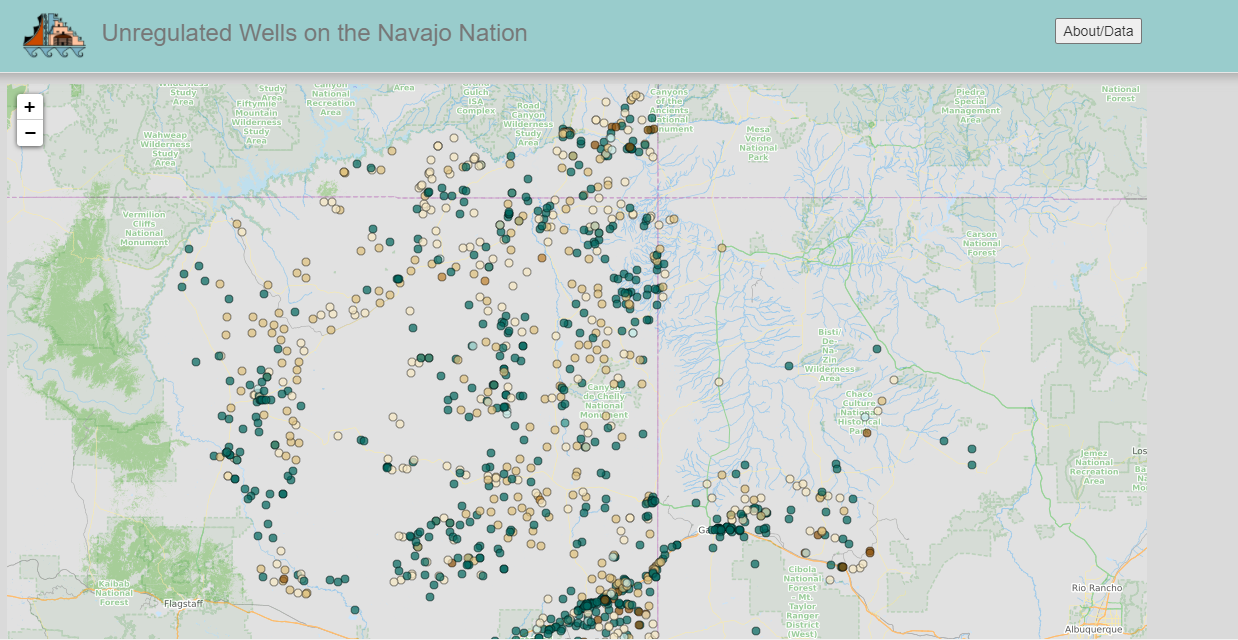 Unregulated Wells on the Navajo Nation
About/Data
+
−
Wilderness
Study
Area
Study
Area
Fiftymile
Mountain
Wilderness
Study
Area
Canyon
National
Recreation
Area
Area
Gulch
ISA
Complex
Road
Canyon
Wilderness
Study
Area
Canyons
of the
Ancients
National
Monument
Mesa
Verde
National
Park
Piedra
Special
Management
Area
National
Forest
Wahweap
Wilderness
Study
Area
Vermilion
Cliffs
National
Monument
Carson
National
Forest
Bisti/
De-
Na-
Zin
Wilderness
Area
Canyon
de Chelly
National
Monument
Chaco
Culture
National
Historical
Park
Jemez
National
Recreation
Area
Los
Ba
Na
Mo
Ga
Kaibab
National
Forest
Flagstaff
Cibola
National
Forest
- Mt.
Taylor
Ranger
District
(West)
Rio Rancho
Albuquerque